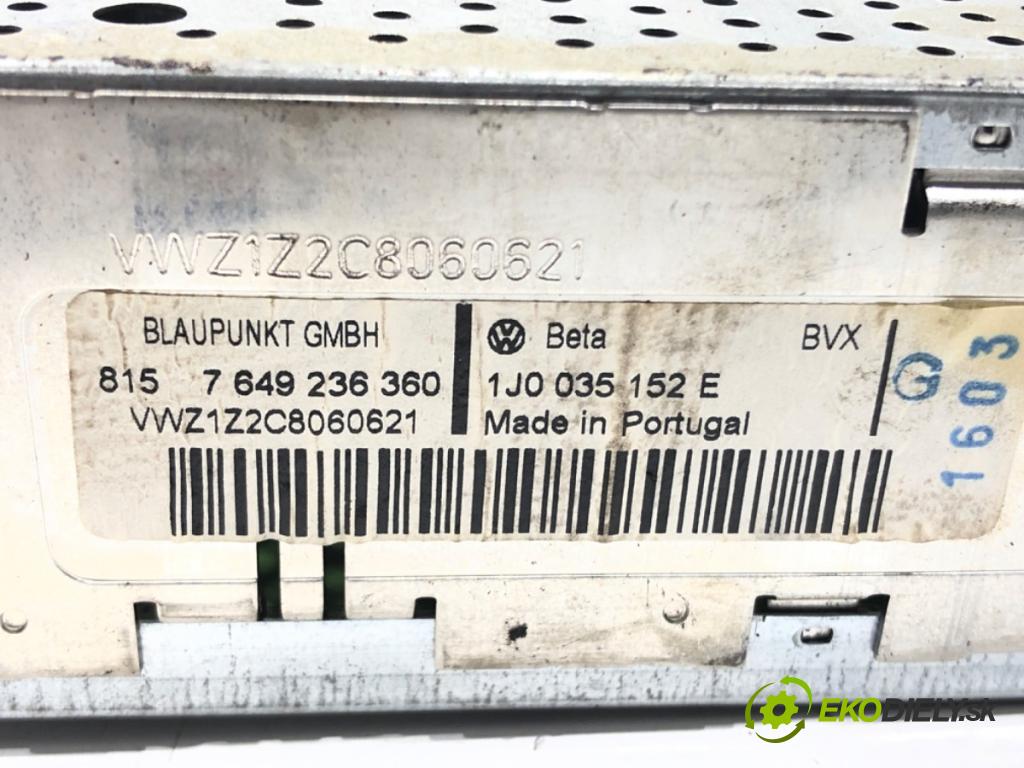 VWZ1Z2C8060621
BLAUPUNKT GMBH
815 7 649 236 360
VWZ1Z2C8060621
VW Beta BVX
1J0 035 152 E
Made in Portugal
Q
1603
EKODIELY.SK